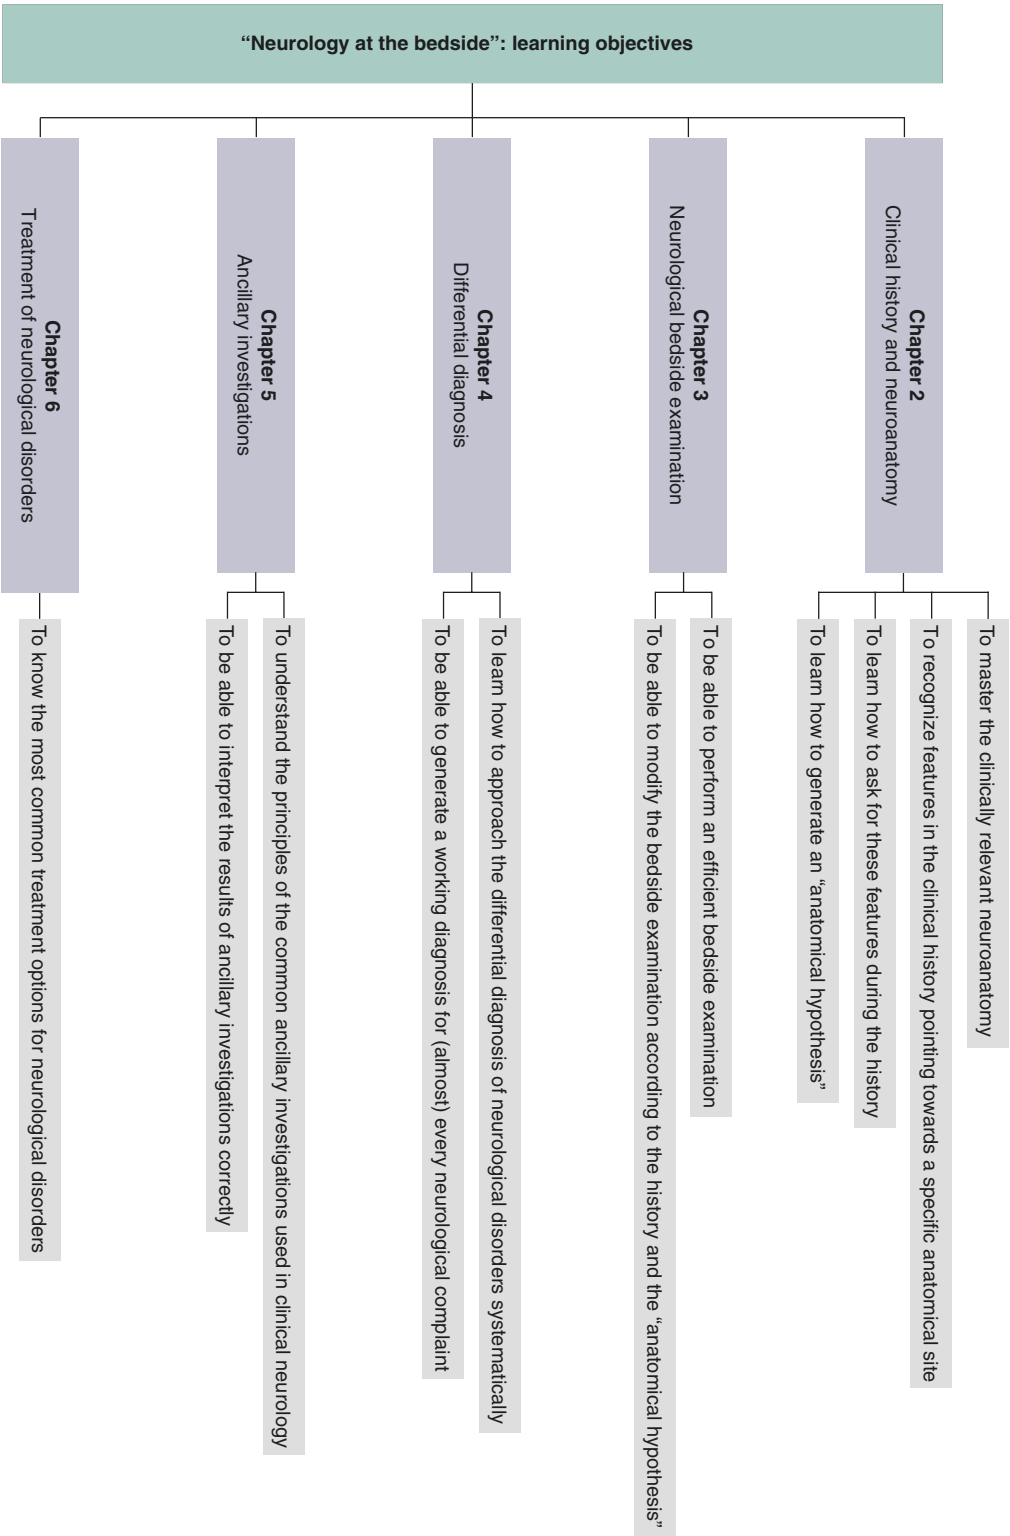 “Neurology at the bedside”: learning objectives
Chapter 2
Clinical history and neuroanatomy
To master the clinically relevant neuroanatomy
To recognize features in the clinical history pointing towards a specific anatomical site
To learn how to ask for these features during the history
To learn how to generate an “anatomical hypothesis”
Chapter 3
Neurological bedside examination
To be able to perform an efficient bedside examination
To be able to modify the bedside examination according to the history and the “anatomical hypothesis”
Chapter 4
Differential diagnosis
To learn how to approach the differential diagnosis of neurological disorders systematically
To be able to generate a working diagnosis for (almost) every neurological complaint
Chapter 5
Ancillary investigations
To understand the principles of the common ancillary investigations used in clinical neurology
To be able to interpret the results of ancillary investigations correctly
Chapter 6
Treatment of neurological disorders
To know the most common treatment options for neurological disorders